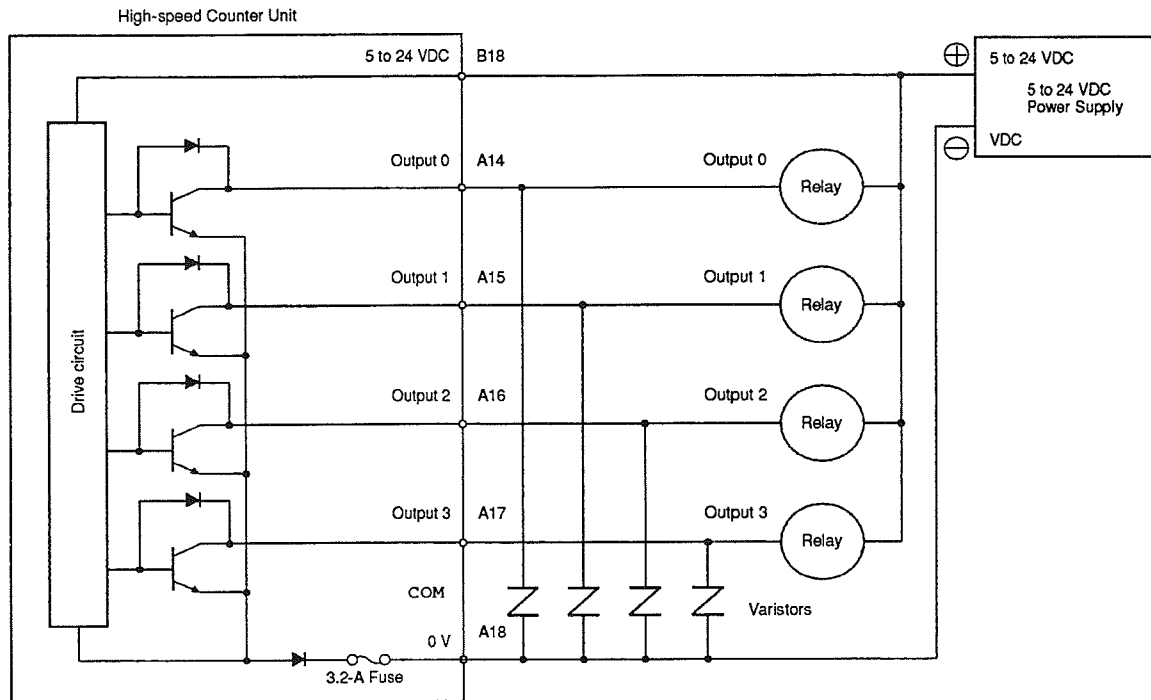 High-speed Counter Unit
5 to 24 VDC B18
⊕ 5 to 24 VDC
5 to 24 VDC
Power Supply
⊖ VDC
Output 0 A14 Output 0
Relay
Output 1 A15 Output 1
Relay
Drive circuit
Output 2 A16 Output 2
Relay
Output 3 A17 Output 3
Relay
COM
Varistors
0 V A18
3.2-A Fuse